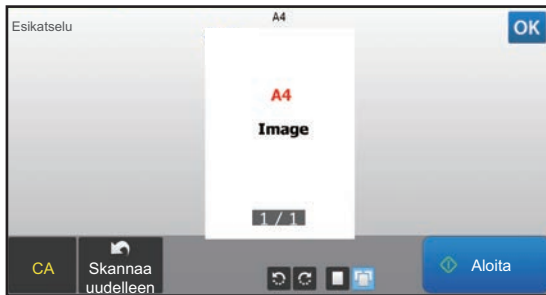 Esikatselu
A4
OK
A4
Image
1 / 1
CA
Skannaa
uudelleen
Aloita